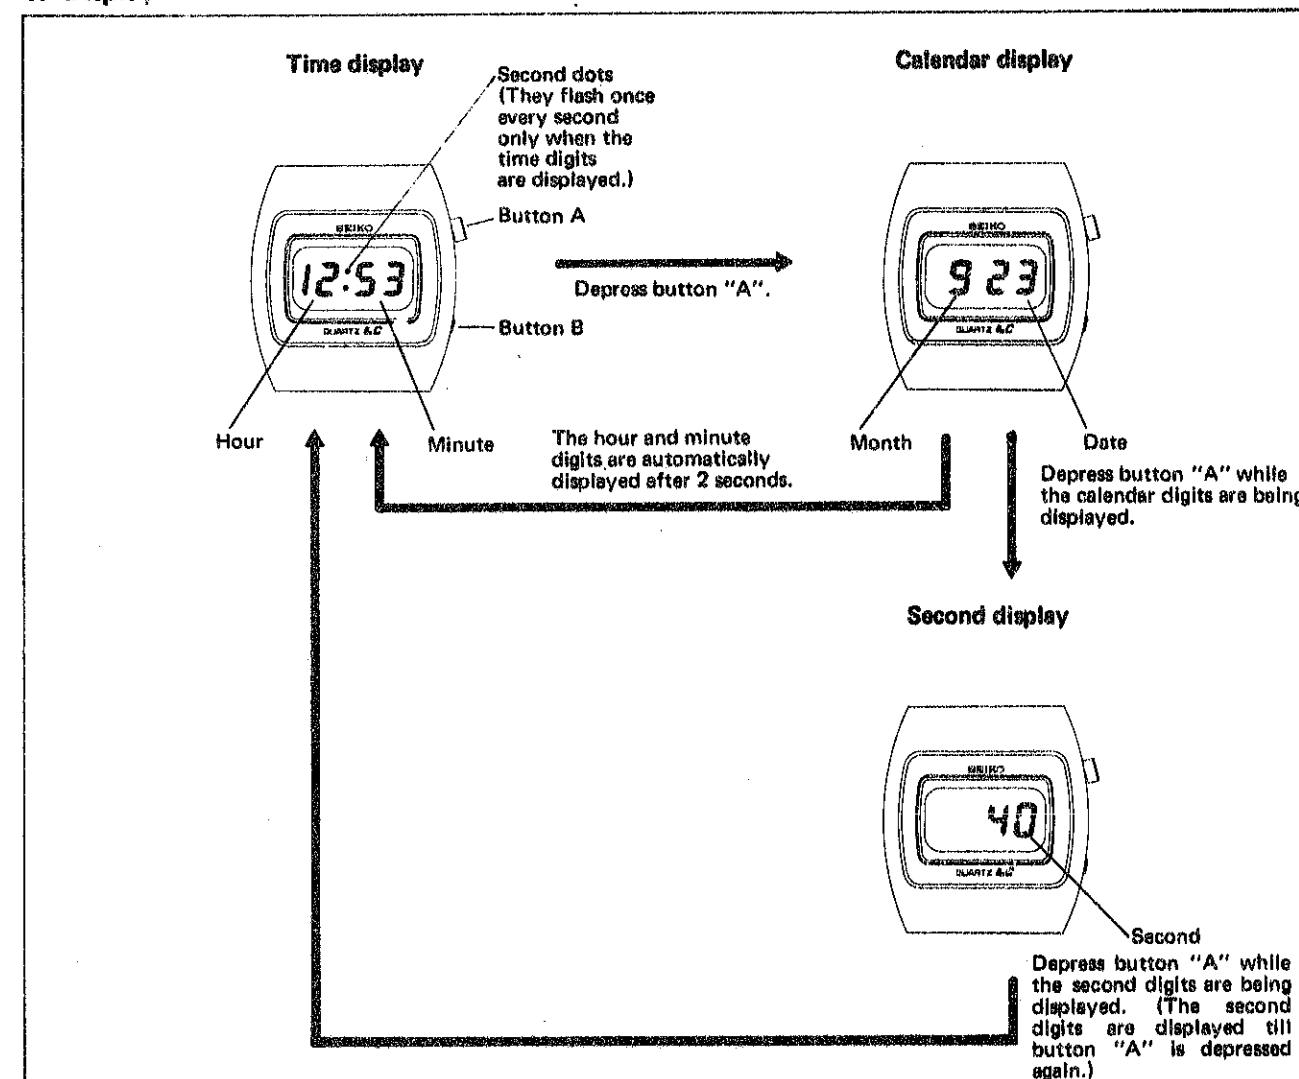 Time display
Second dots
(They flash once
every second
only when the
time digits
are displayed.)
Button A
SEIKO
12:53
QUARTZ
Button B
Hour
Minute
Depress button "A".
Calendar display
SEIKO
9 23
QUARTZ
Month
Date
The hour and minute
digits are automatically
displayed after 2 seconds.
Depress button "A" while
the calendar digits are being
displayed.
Second display
SEIKO
40
QUARTZ
Second
Depress button "A" while
the second digits are being
displayed. (The second
digits are displayed till
button "A" is depressed
again.)